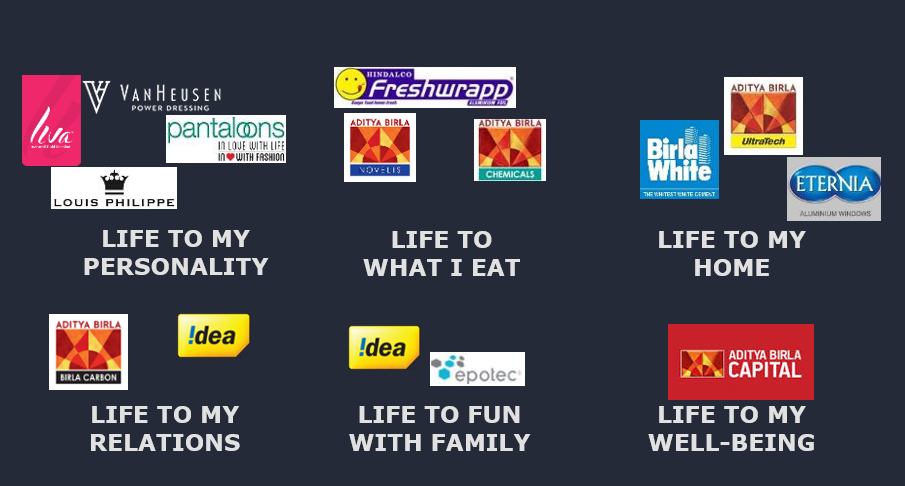 Liva
VANHEUSEN
POWER DRESSING
pantaloons
IN LOVE WITH LIFE
IN WITH FASHION
LOUIS PHILIPPE
LIFE TO MY
PERSONALITY
HINDALCO
Freshwrapp
ALUMINIUM FOIL
Keeps food home-fresh
ADITYA BIRLA
NOVELIS
ADITYA BIRLA
CHEMICALS
LIFE TO
WHAT I EAT
ADITYA BIRLA
UltraTech
Birla
White
THE WHITEST WHITE CEMENT
ETERNIA
ALUMINIUM WINDOWS
LIFE TO MY
HOME
ADITYA BIRLA
BIRLA CARBON
!dea
LIFE TO MY
RELATIONS
!dea
epotec
LIFE TO FUN
WITH FAMILY
ADITYA BIRLA
CAPITAL
LIFE TO MY
WELL-BEING